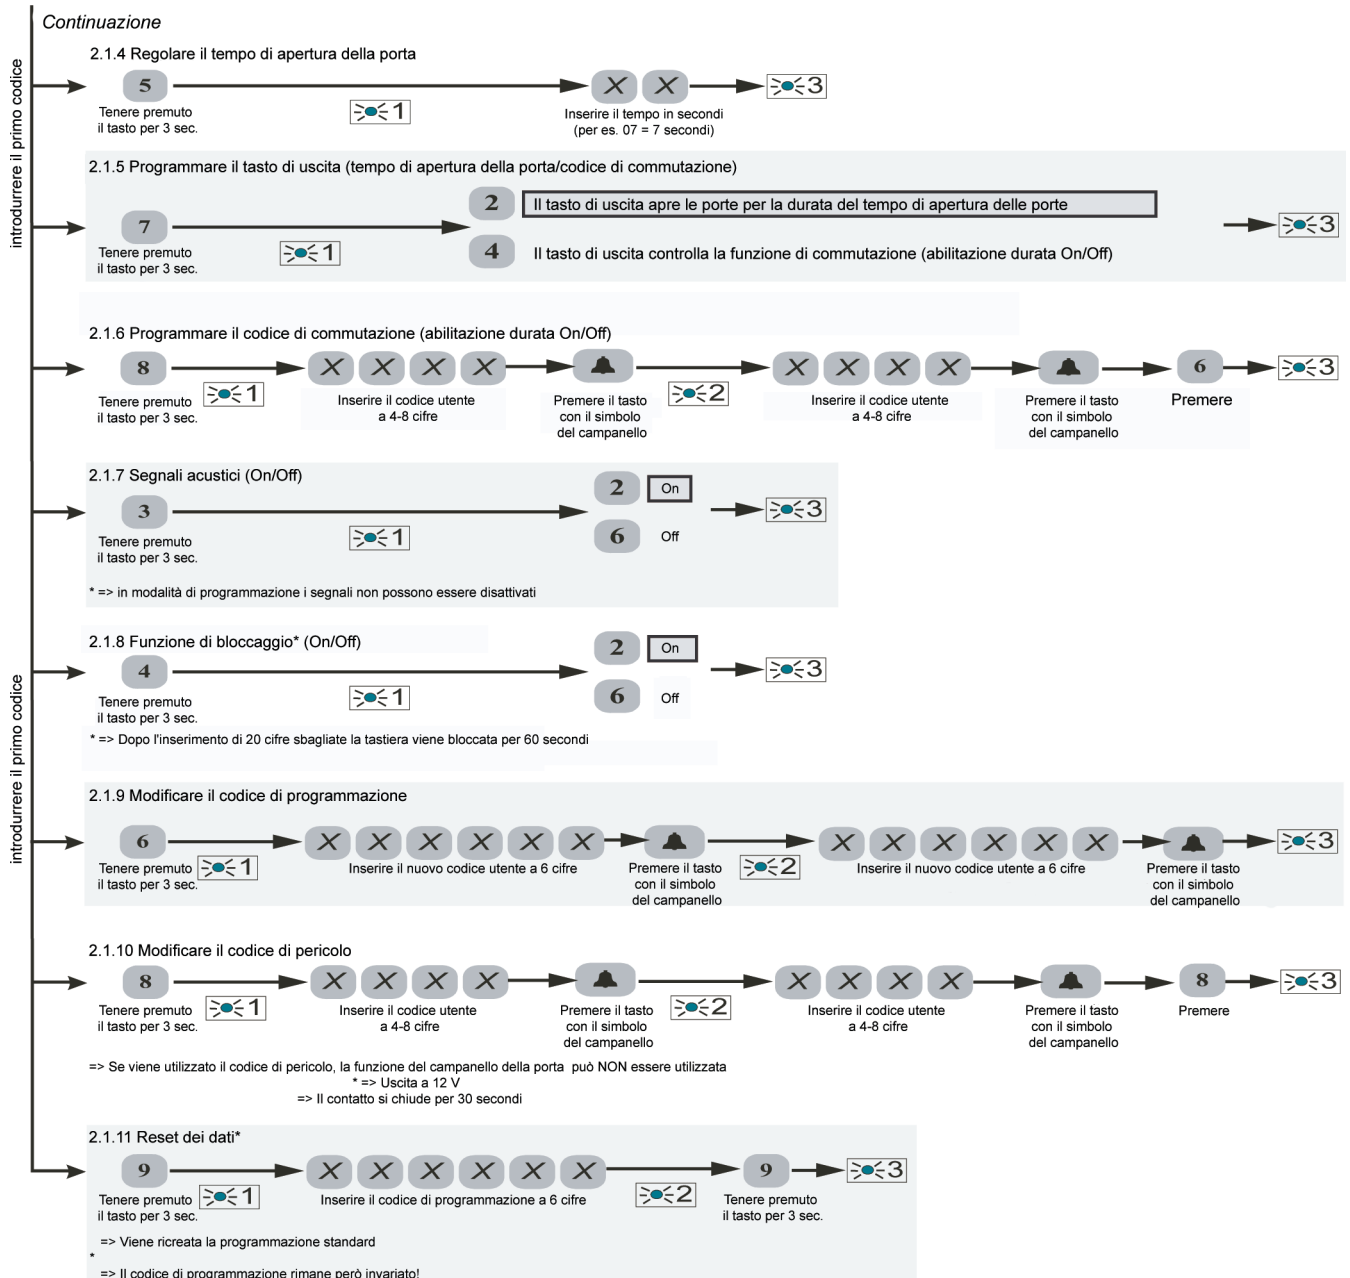 Continuazione
introdurrere il primo codice
2.1.4 Regolare il tempo di apertura della porta
5
1
X X
3
Tenere premuto
il tasto per 3 sec.
Inserire il tempo in secondi
(per es. 07 = 7 secondi)
2.1.5 Programmare il tasto di uscita (tempo di apertura della porta/codice di commutazione)
7
1
2 Il tasto di uscita apre le porte per la durata del tempo di apertura delle porte
4 Il tasto di uscita controlla la funzione di commutazione (abilitazione durata On/Off)
3
Tenere premuto
il tasto per 3 sec.
2.1.6 Programmare il codice di commutazione (abilitazione durata On/Off)
8
1
X X X X
2
X X X X
6
3
Tenere premuto
il tasto per 3 sec.
Inserire il codice utente
a 4-8 cifre
Premere il tasto
con il simbolo
del campanello
Inserire il codice utente
a 4-8 cifre
Premere il tasto
con il simbolo
del campanello
Premere
2.1.7 Segnali acustici (On/Off)
3
1
2 On
6 Off
3
Tenere premuto
il tasto per 3 sec.
* => in modalità di programmazione i segnali non possono essere disattivati
introdurrere il primo codice
2.1.8 Funzione di bloccaggio* (On/Off)
4
1
2 On
6 Off
3
Tenere premuto
il tasto per 3 sec.
* => Dopo l'inserimento di 20 cifre sbagliate la tastiera viene bloccata per 60 secondi
2.1.9 Modificare il codice di programmazione
6
1
X X X X X X
2
X X X X X X
3
Tenere premuto
il tasto per 3 sec.
Inserire il nuovo codice utente a 6 cifre
Premere il tasto
con il simbolo
del campanello
Inserire il nuovo codice utente a 6 cifre
Premere il tasto
con il simbolo
del campanello
2.1.10 Modificare il codice di pericolo
8
1
X X X X
2
X X X X
8
3
Tenere premuto
il tasto per 3 sec.
Inserire il codice utente
a 4-8 cifre
Premere il tasto
con il simbolo
del campanello
Inserire il codice utente
a 4-8 cifre
Premere il tasto
con il simbolo
del campanello
Premere
=> Se viene utilizzato il codice di pericolo, la funzione del campanello della porta può NON essere utilizzata
* => Uscita a 12 V
=> Il contatto si chiude per 30 secondi
2.1.11 Reset dei dati*
9
1
X X X X X X
2
9
3
Tenere premuto
il tasto per 3 sec.
Inserire il codice di programmazione a 6 cifre
Tenere premuto
il tasto per 3 sec.
=> Viene ricreata la programmazione standard
*
=> Il codice di programmazione rimane però invariato!